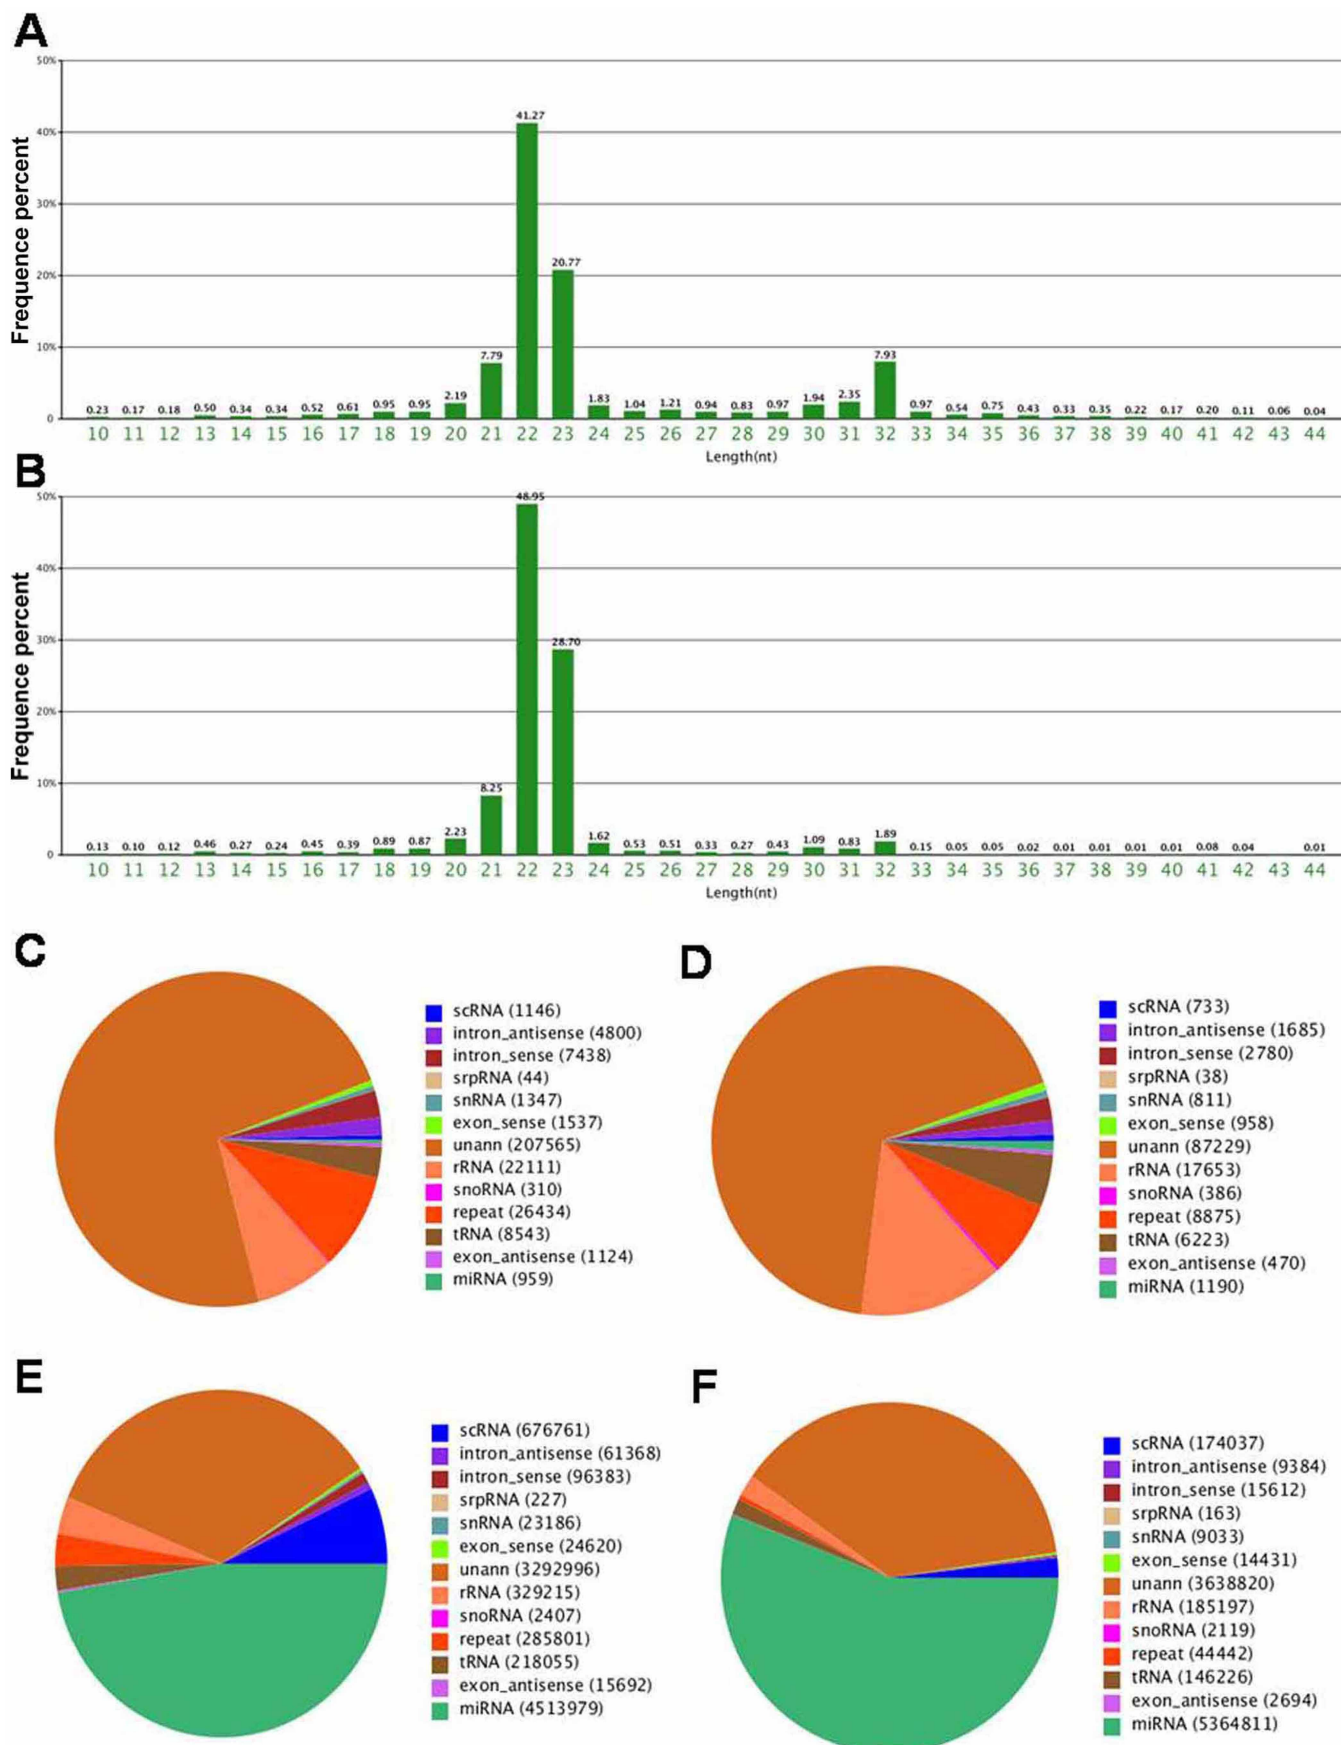 A
50%
40%
30%
20%
10%
0
Frequence percent
0.23 0.17 0.18 0.50 0.34 0.34 0.52 0.61 0.95 0.95 2.19 7.79 41.27 20.77 1.83 1.04 1.21 0.94 0.83 0.97 1.94 2.35 7.93 0.97 0.54 0.75 0.43 0.33 0.35 0.22 0.17 0.20 0.11 0.06 0.04
10 11 12 13 14 15 16 17 18 19 20 21 22 23 24 25 26 27 28 29 30 31 32 33 34 35 36 37 38 39 40 41 42 43 44
Length(nt)
B
50%
40%
30%
20%
10%
0
Frequence percent
0.13 0.10 0.12 0.46 0.27 0.24 0.45 0.39 0.89 0.87 2.23 8.25 48.95 28.70 1.62 0.53 0.51 0.33 0.27 0.43 1.09 0.83 1.89 0.15 0.05 0.05 0.02 0.01 0.01 0.01 0.01 0.08 0.04 0.01
10 11 12 13 14 15 16 17 18 19 20 21 22 23 24 25 26 27 28 29 30 31 32 33 34 35 36 37 38 39 40 41 42 43 44
Length(nt)
C
scRNA (1146)
intron_antisense (4800)
intron_sense (7438)
srpRNA (44)
snRNA (1347)
exon_sense (1537)
unann (207565)
rRNA (22111)
snoRNA (310)
repeat (26434)
tRNA (8543)
exon_antisense (1124)
miRNA (959)
D
scRNA (733)
intron_antisense (1685)
intron_sense (2780)
srpRNA (38)
snRNA (811)
exon_sense (958)
unann (87229)
rRNA (17653)
snoRNA (386)
repeat (8875)
tRNA (6223)
exon_antisense (470)
miRNA (1190)
E
scRNA (676761)
intron_antisense (61368)
intron_sense (96383)
srpRNA (227)
snRNA (23186)
exon_sense (24620)
unann (3292996)
rRNA (329215)
snoRNA (2407)
repeat (285801)
tRNA (218055)
exon_antisense (15692)
miRNA (4513979)
F
scRNA (174037)
intron_antisense (9384)
intron_sense (15612)
srpRNA (163)
snRNA (9033)
exon_sense (14431)
unann (3638820)
rRNA (185197)
snoRNA (2119)
repeat (44442)
tRNA (146226)
exon_antisense (2694)
miRNA (5364811)